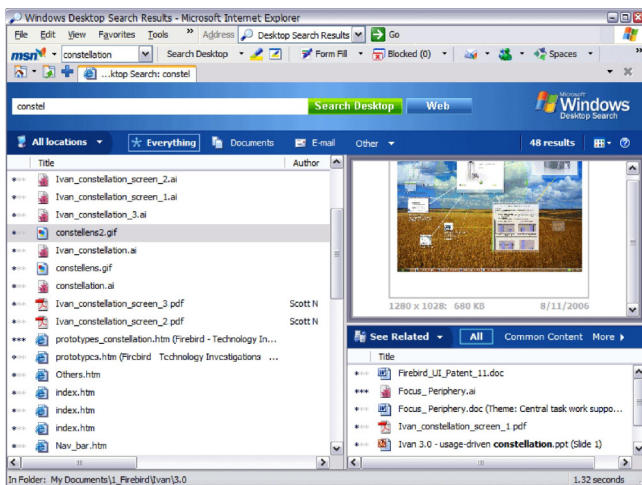 Windows Desktop Search Results - Microsoft Internet Explorer
File Edit View Favorites Tools » Address Desktop Search Results Go
msn constellation Search Desktop Form Fill Blocked (0) Spaces »
...ktop Search: constel
constel Search Desktop Web Microsoft Windows Desktop Search
All locations Everything Documents E-mail Other 48 results
Title Author
Ivan_constellation_screen_2.ai
Ivan_constellation_screen_1.ai
Ivan_constellation_3.ai
constellens2.gif
Ivan_constellation.ai
constellens.gif
constellation.ai
Ivan_constellation_screen_3 pdf Scott N
Ivan_constellation_screen_2 pdf Scott N
prototypes_constellation.htm (Firebird - Technology In...
prototypes.htm (Firebird Technology Investigations ...
Others.htm
index.htm
index.htm
index.htm
Nav_bar.htm
1280 x 1028: 680 KB 8/11/2006
See Related All Common Content More
Title
Firebird_UI_Patent_11.doc
Focus_Periphery.ai
Focus_Periphery.doc (Theme: Central task work suppo...
Ivan_constellation_screen_1 pdf
Ivan 3.0 - usage-driven constellation.ppt (Slide 1)
In Folder: My Documents\1_Firebird\Ivan\3.0 1.32 seconds